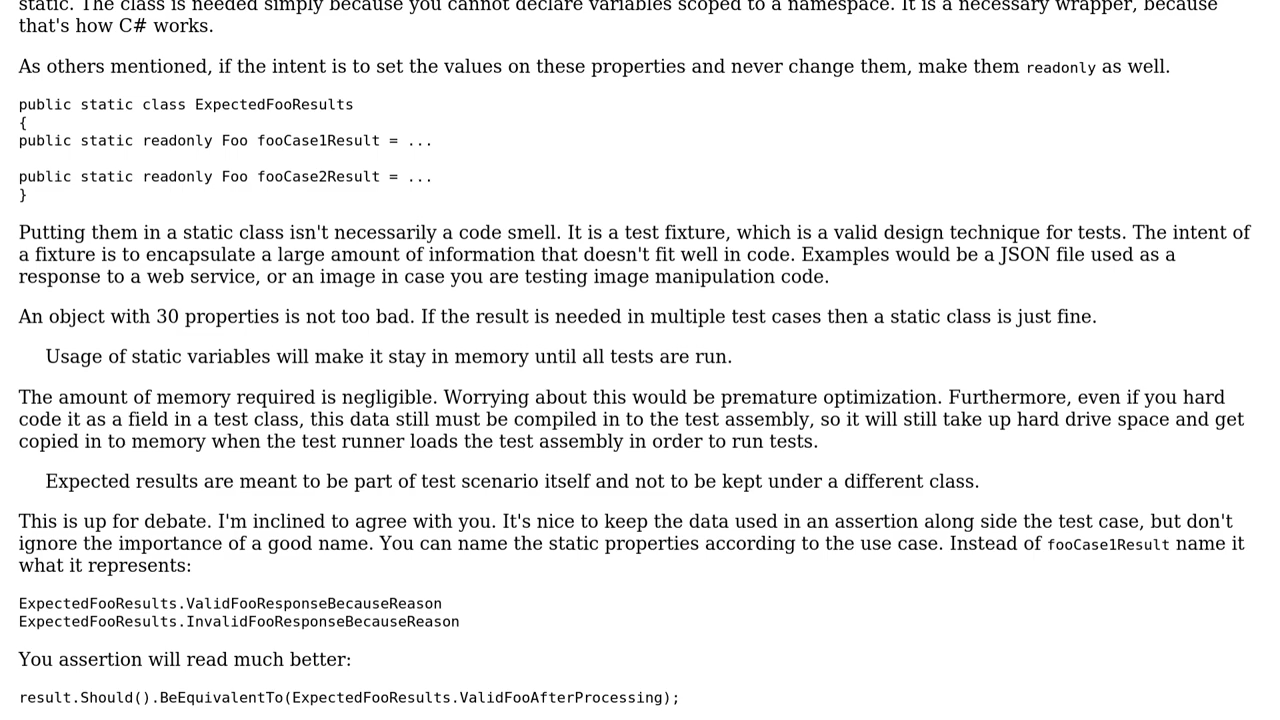 static. The class is needed simply because you cannot declare variables scoped to a namespace. It is a necessary wrapper, because
that's how C# works.
As others mentioned, if the intent is to set the values on these properties and never change them, make them readonly as well.
public static class ExpectedFooResults
{
public static readonly Foo fooCase1Result = ...
public static readonly Foo fooCase2Result = ...
}
Putting them in a static class isn't necessarily a code smell. It is a test fixture, which is a valid design technique for tests. The intent of
a fixture is to encapsulate a large amount of information that doesn't fit well in code. Examples would be a JSON file used as a
response to a web service, or an image in case you are testing image manipulation code.
An object with 30 properties is not too bad. If the result is needed in multiple test cases then a static class is just fine.
Usage of static variables will make it stay in memory until all tests are run.
The amount of memory required is negligible. Worrying about this would be premature optimization. Furthermore, even if you hard
code it as a field in a test class, this data still must be compiled in to the test assembly, so it will still take up hard drive space and get
copied in to memory when the test runner loads the test assembly in order to run tests.
Expected results are meant to be part of test scenario itself and not to be kept under a different class.
This is up for debate. I'm inclined to agree with you. It's nice to keep the data used in an assertion along side the test case, but don't
ignore the importance of a good name. You can name the static properties according to the use case. Instead of fooCase1Result name it
what it represents:
ExpectedFooResults.ValidFooResponseBecauseReason
ExpectedFooResults.InvalidFooResponseBecauseReason
You assertion will read much better:
result.Should().BeEquivalentTo(ExpectedFooResults.ValidFooAfterProcessing);